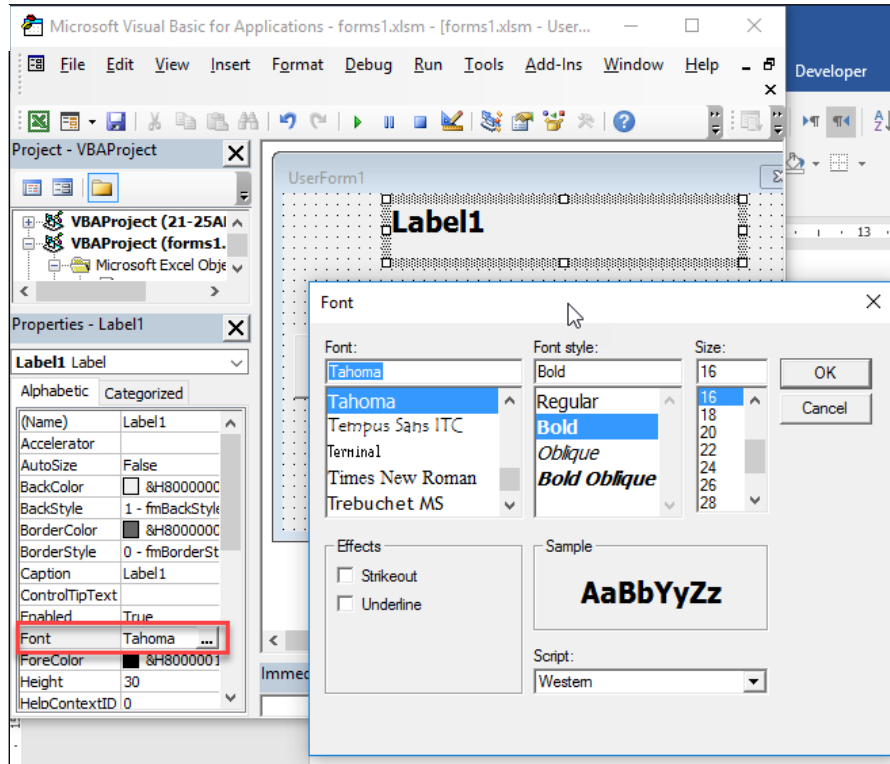 Microsoft Visual Basic for Applications - forms1.xlsm - [forms1.xlsm - User...
File Edit View Insert Format Debug Run Tools Add-Ins Window Help
Developer
Project - VBAProject
VBAProject (21-25Al
VBAProject (forms1.
Microsoft Excel Obje
UserForm1
Label1
13
Properties - Label1
Label1 Label
Alphabetic Categorized
(Name) Label1
Accelerator
AutoSize False
BackColor &H8000000
BackStyle 1 - fmBackStyle
BorderColor &H8000000
BorderStyle 0 - fmBorderSt
Caption Label1
ControlTipText
Enabled True
Font Tahoma ...
ForeColor &H8000001
Height 30
HelpContextID 0
Immed
Font
Font:
Tahoma
Tahoma
Tempus Sans ITC
Terminal
Times New Roman
Trebuchet MS
Font style:
Bold
Regular
Bold
Oblique
Bold Oblique
Size:
16
16
18
20
22
24
26
28
OK
Cancel
Effects
Strikeout
Underline
Sample
AaBbYyZz
Script:
Western